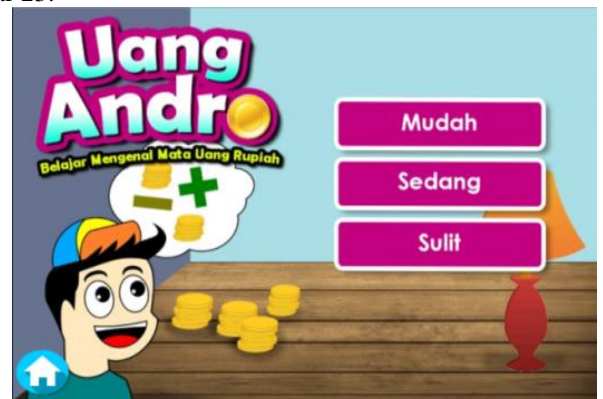 Uang
Andro
Belajar Mengenal Mata Uang Rupiah
Mudah
Sedang
Sulit